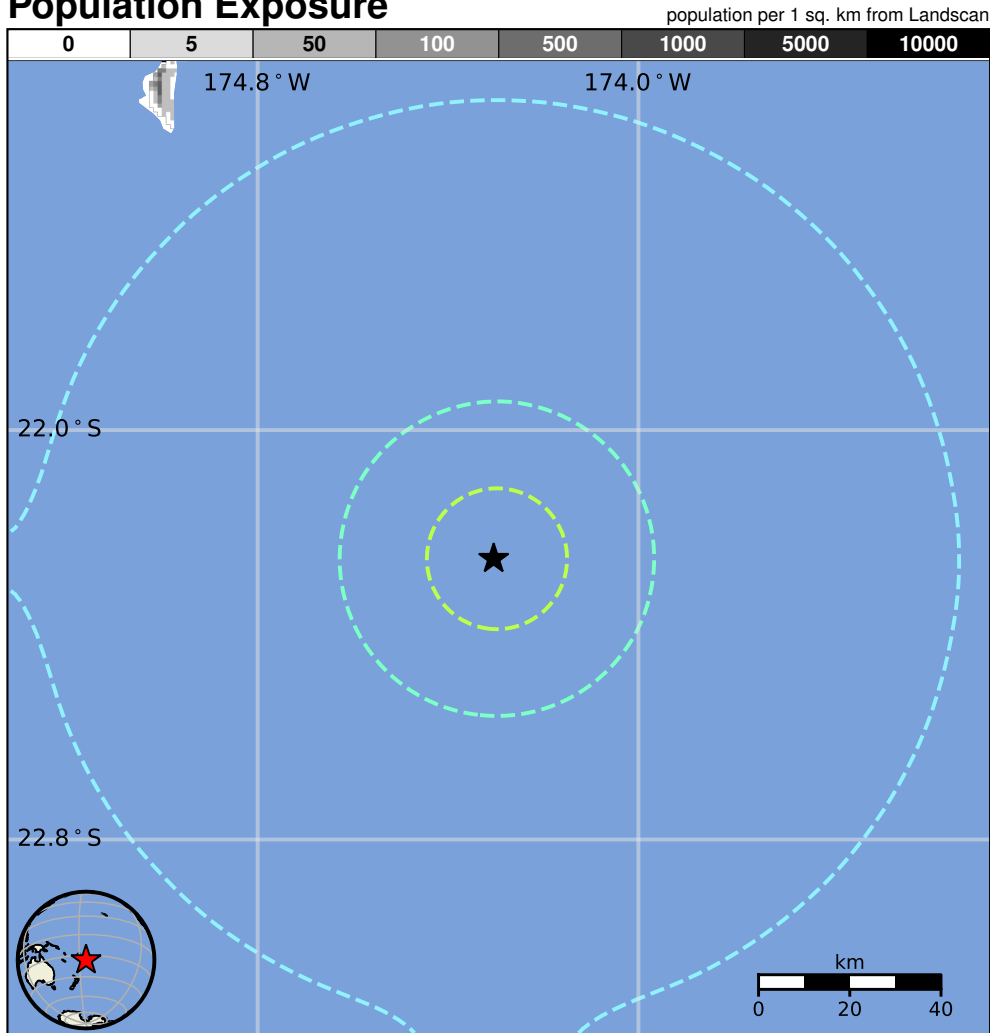 Population Exposure
population per 1 sq. km from Landscan
0 5 50 100 500 1000 5000 10000
174.8°W 174.0°W
22.0°S
22.8°S
km
0 20 40